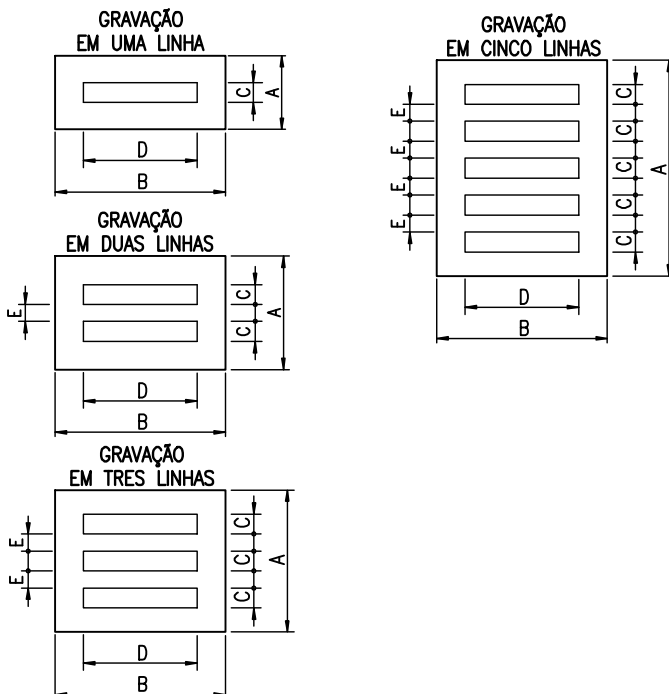 GRAVAÇÃO
EM UMA LINHA
C
A
D
B
GRAVAÇÃO
EM DUAS LINHAS
E
C
C
A
D
B
GRAVAÇÃO
EM TRES LINHAS
E
E
C
C
C
A
D
B
GRAVAÇÃO
EM CINCO LINHAS
E
E
E
E
C
C
C
C
C
A
D
B